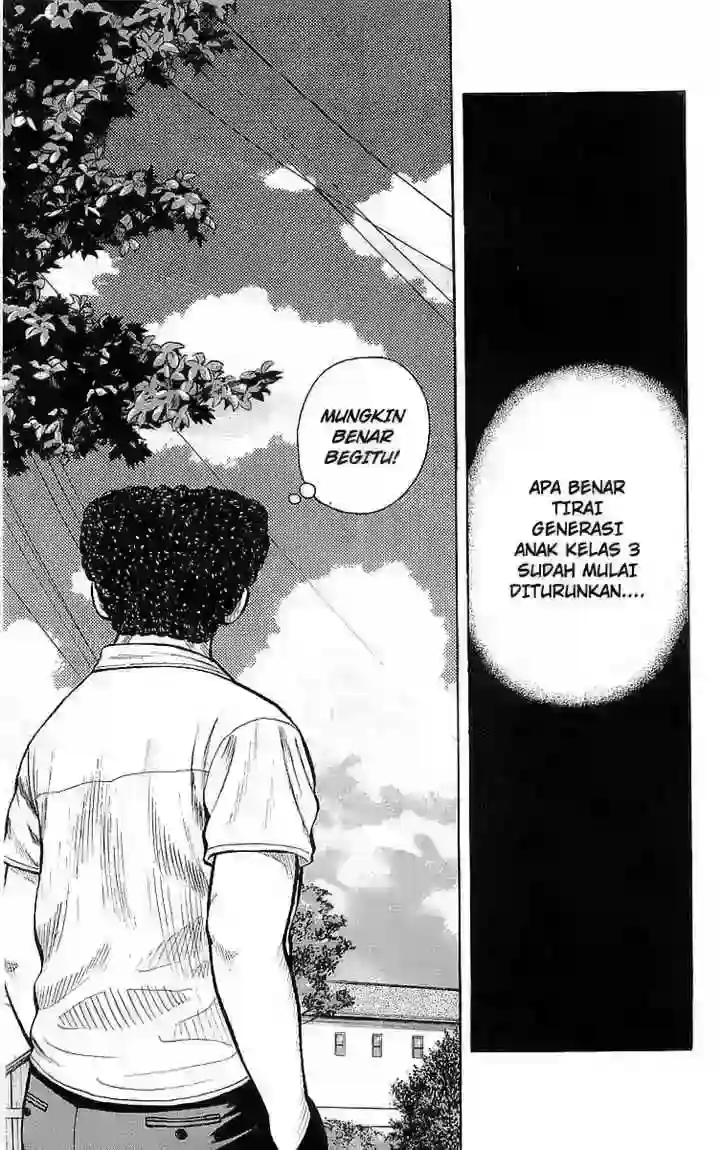 APA BENAR
TIRAI
GENERASI
ANAK KELAS 3
SUDAH MULAI
DITURUNKAN....
MUNGKIN
BENAR
BEGITU!